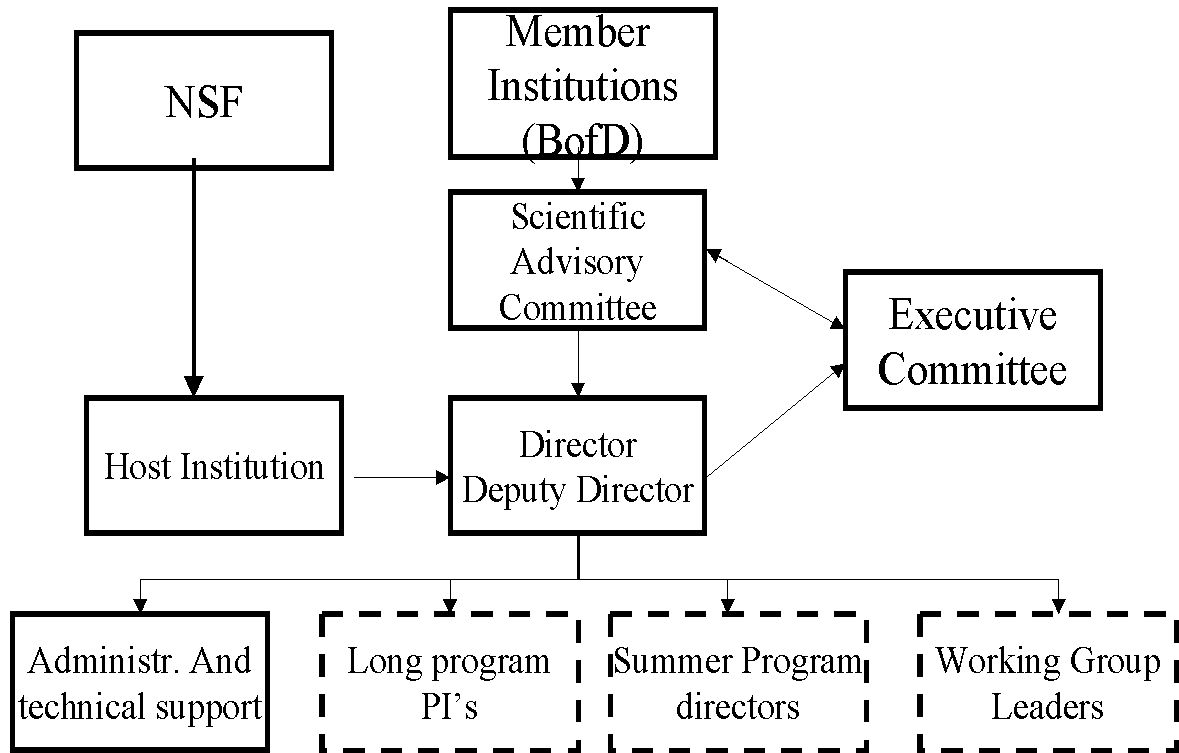 NSF
Member
Institutions
(BofD)
Scientific
Advisory
Committee
Executive
Committee
Host Institution
Director
Deputy Director
Administr. And
technical support
Long program
PI’s
Summer Program
directors
Working Group
Leaders